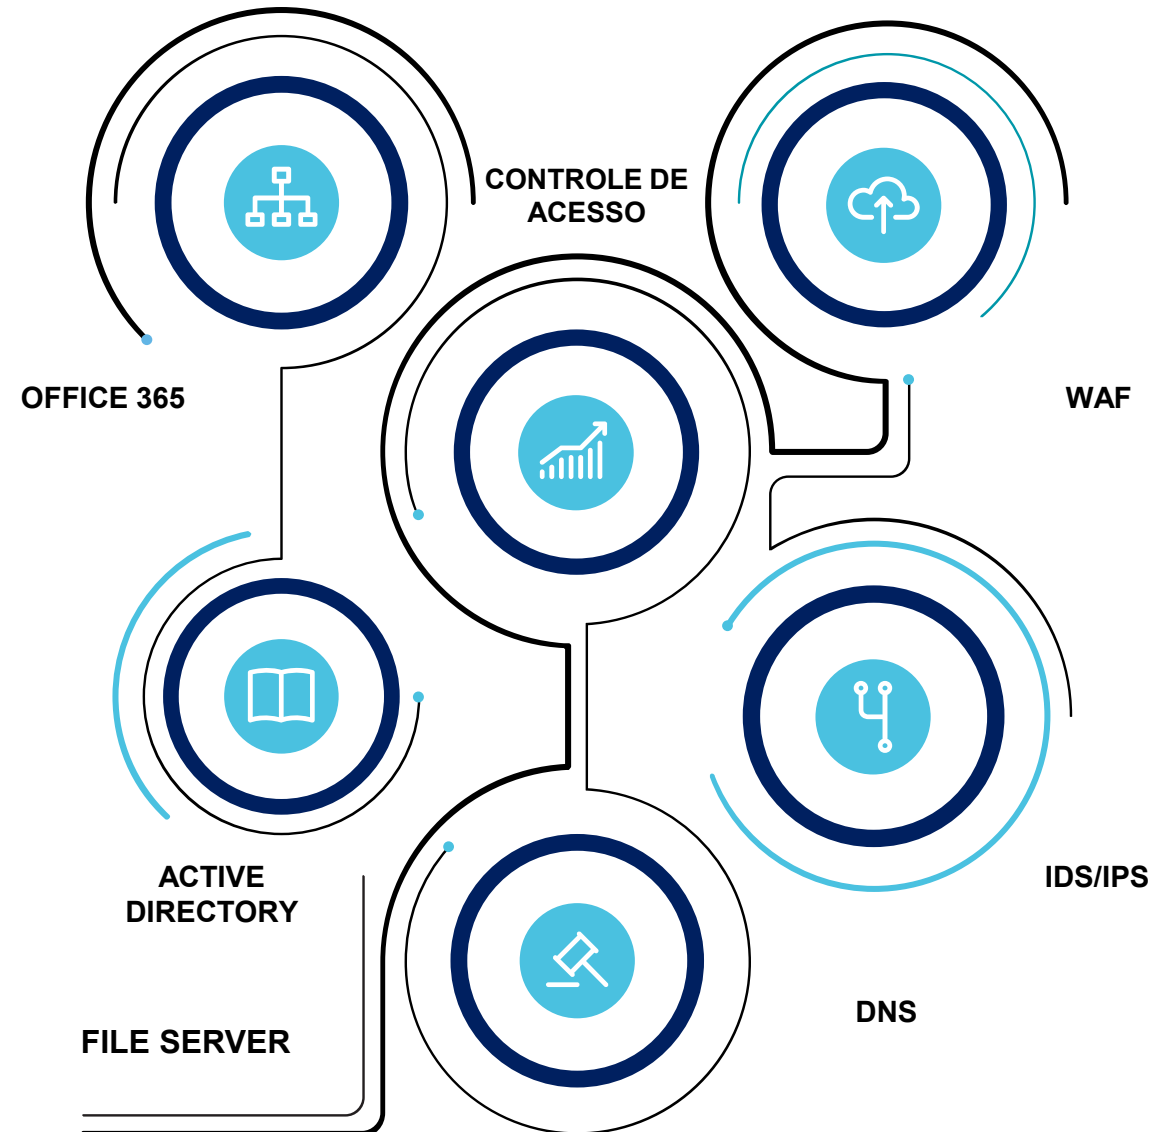 CONTROLE DE
ACESSO
OFFICE 365
WAF
ACTIVE
DIRECTORY
IDS/IPS
DNS
FILE SERVER